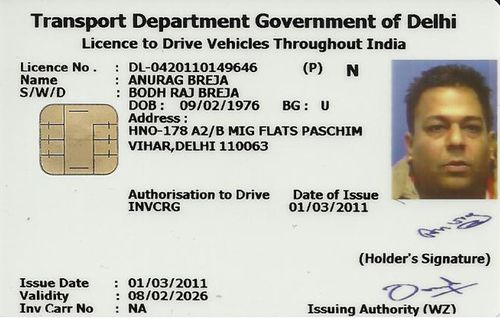 Transport Department Government of Delhi
Licence to Drive Vehicles Throughout India
Licence No. : DL-0420110149646 (P) N
Name : ANURAG BREJA
S/W/D : BODH RAJ BREJA
DOB : 09/02/1976 BG : U
Address :
HNO-178 A2/B MIG FLATS PASCHIM
VIHAR,DELHI 110063
Authorisation to Drive Date of Issue
INVCRG 01/03/2011
(Holder's Signature)
Issue Date : 01/03/2011
Validity : 08/02/2026
Inv Carr No : NA
Issuing Authority (WZ)